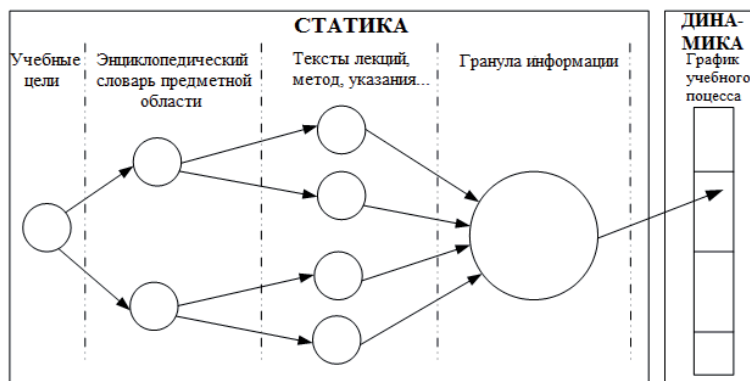 СТАТИКА
Учебные
цели
Энциклопедический
словарь предметной
области
Тексты лекций,
метод, указания...
Гранула информации
ДИНА-
МИКА
График
учебного
поцесса